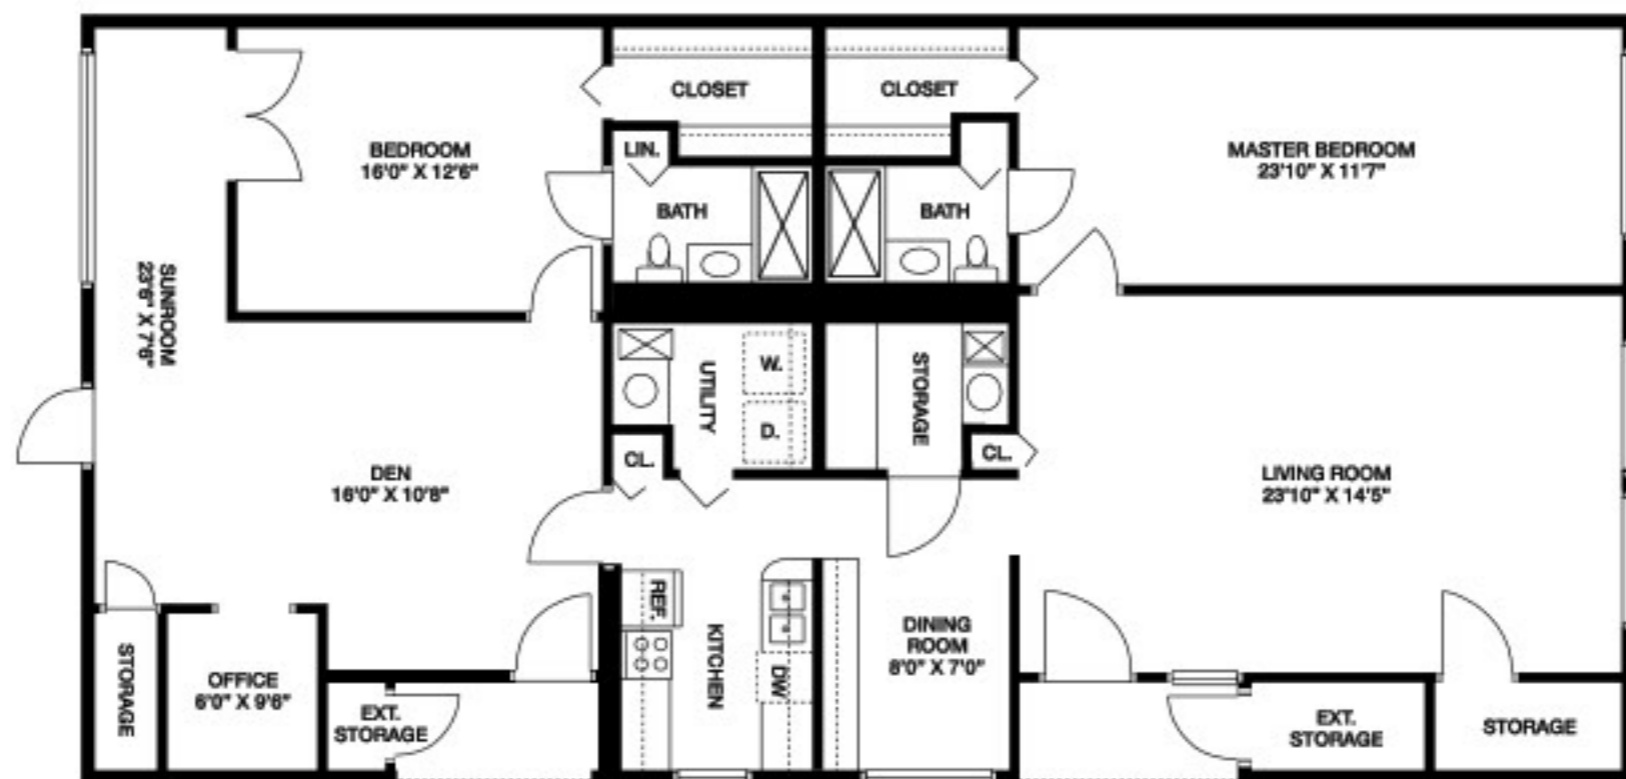 CLOSET
CLOSET
BEDROOM
16'0" X 12'6"
LIN.
MASTER BEDROOM
23'10" X 11'7"
BATH
BATH
SUNROOM
23'6" X 7'6"
UTILITY
W.
D.
STORAGE
CL.
CL.
DEN
16'0" X 10'8"
LIVING ROOM
23'10" X 14'5"
REF.
KITCHEN
DW
DINING
ROOM
8'0" X 7'0"
STORAGE
OFFICE
6'0" X 9'6"
EXT.
STORAGE
EXT.
STORAGE
STORAGE